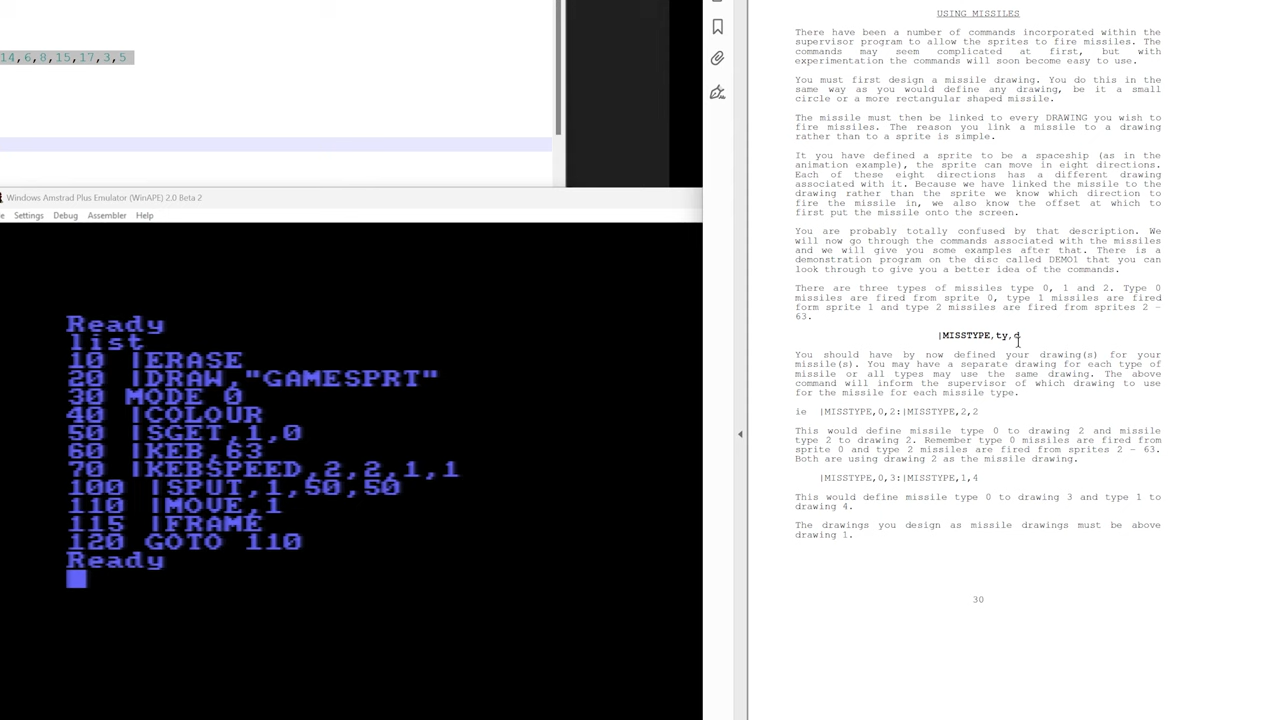 14,6,8,15,17,3,5
Windows Amstrad Plus Emulator (WinAPE) 2.0 Beta 2
Settings Debug Assembler Help
Ready
list
10 |ERASE
20 |DRAW,"GAMESPRT"
30 MODE 0
40 |COLOUR
50 |SGET,1,0
60 |KEB,63
70 |KEBSPEED,2,2,1,1
100 |SPUT,1,50,50
110 |MOVE,1
115 |FRAME
120 GOTO 110
Ready
USING MISSILES
There have been a number of commands incorporated within the
supervisor program to allow the sprites to fire missiles. The
commands may seem complicated at first, but with
experimentation the commands will soon become easy to use.
You must first design a missile drawing. You do this in the
same way as you would define any drawing, be it a small
circle or a more rectangular shaped missile.
The missile must then be linked to every DRAWING you wish to
fire missiles. The reason you link a missile to a drawing
rather than to a sprite is simple.
It you have defined a sprite to be a spaceship (as in the
animation example), the sprite can move in eight directions.
Each of these eight directions has a different drawing
associated with it. Because we have linked the missile to the
drawing rather than the sprite we know which direction to
fire the missile in, we also know the offset at which to
first put the missile onto the screen.
You are probably totally confused by that description. We
will now go through the commands associated with the missiles
and we will give you some examples after that. There is a
demonstration program on the disc called DEMO1 that you can
look through to give you a better idea of the commands.
There are three types of missiles type 0, 1 and 2. Type 0
missiles are fired from sprite 0, type 1 missiles are fired
form sprite 1 and type 2 missiles are fired from sprites 2 –
63.
|MISSTYPE,ty,
You should have by now defined your drawing(s) for your
missile(s). You may have a separate drawing for each type of
missile or all types may use the same drawing. The above
command will inform the supervisor of which drawing to use
for the missile for each missile type.
ie |MISSTYPE,0,2:|MISSTYPE,2,2
This would define missile type 0 to drawing 2 and missile
type 2 to drawing 2. Remember type 0 missiles are fired from
sprite 0 and type 2 missiles are fired from sprites 2 – 63.
Both are using drawing 2 as the missile drawing.
|MISSTYPE,0,3:|MISSTYPE,1,4
This would define missile type 0 to drawing 3 and type 1 to
drawing 4.
The drawings you design as missile drawings must be above
drawing 1.
30